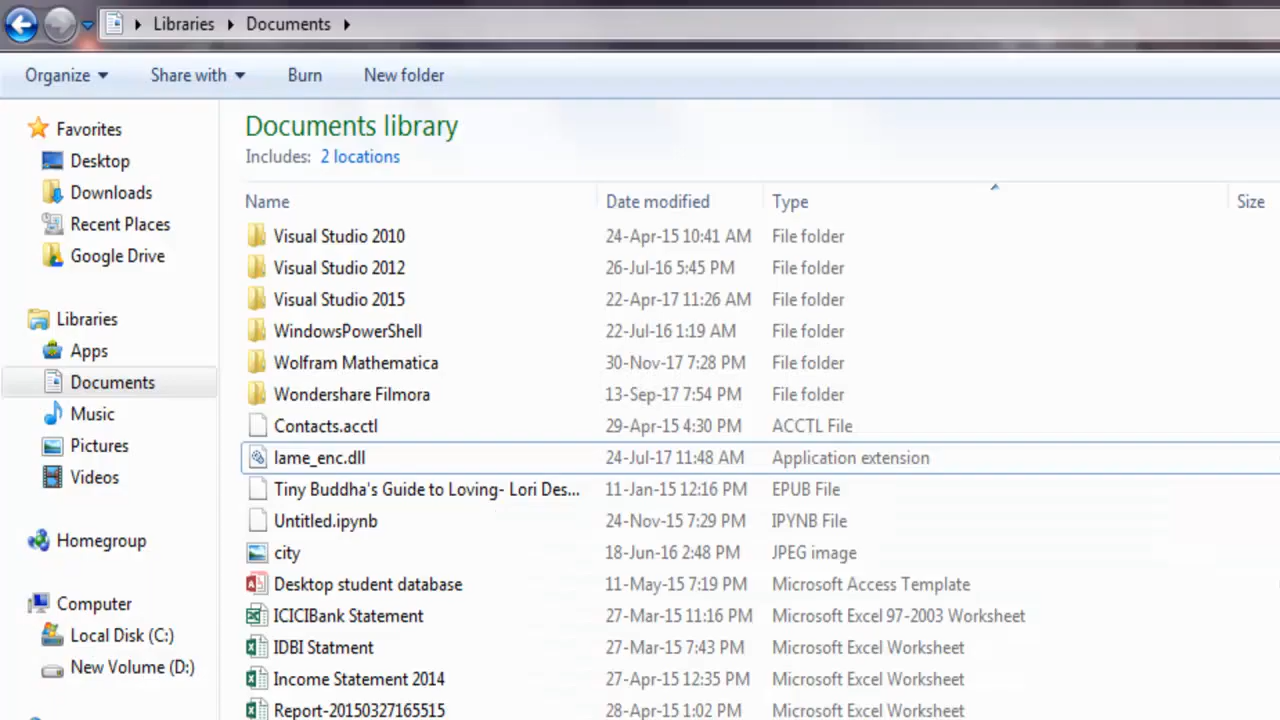 Libraries Documents
Organize Share with Burn New folder
Favorites
Desktop
Downloads
Recent Places
Google Drive
Libraries
Apps
Documents
Music
Pictures
Videos
Homegroup
Computer
Local Disk (C:)
New Volume (D:)
Documents library
Includes: 2 locations
Name Date modified Type Size
Visual Studio 2010 24-Apr-15 10:41 AM File folder
Visual Studio 2012 26-Jul-16 5:45 PM File folder
Visual Studio 2015 22-Apr-17 11:26 AM File folder
WindowsPowerShell 22-Jul-16 1:19 AM File folder
Wolfram Mathematica 30-Nov-17 7:28 PM File folder
Wondershare Filmora 13-Sep-17 7:54 PM File folder
Contacts.acctl 29-Apr-15 4:30 PM ACCTL File
lame_enc.dll 24-Jul-17 11:48 AM Application extension
Tiny Buddha's Guide to Loving- Lori Des... 11-Jan-15 12:16 PM EPUB File
Untitled.ipynb 24-Nov-15 7:29 PM IPYNB File
city 18-Jun-16 2:48 PM JPEG image
Desktop student database 11-May-15 7:19 PM Microsoft Access Template
ICICIBank Statement 27-Mar-15 11:16 PM Microsoft Excel 97-2003 Worksheet
IDBI Statment 27-Mar-15 7:43 PM Microsoft Excel Worksheet
Income Statement 2014 27-Apr-15 12:35 PM Microsoft Excel Worksheet
Report-20150327165515 28-Apr-15 1:02 PM Microsoft Excel Worksheet